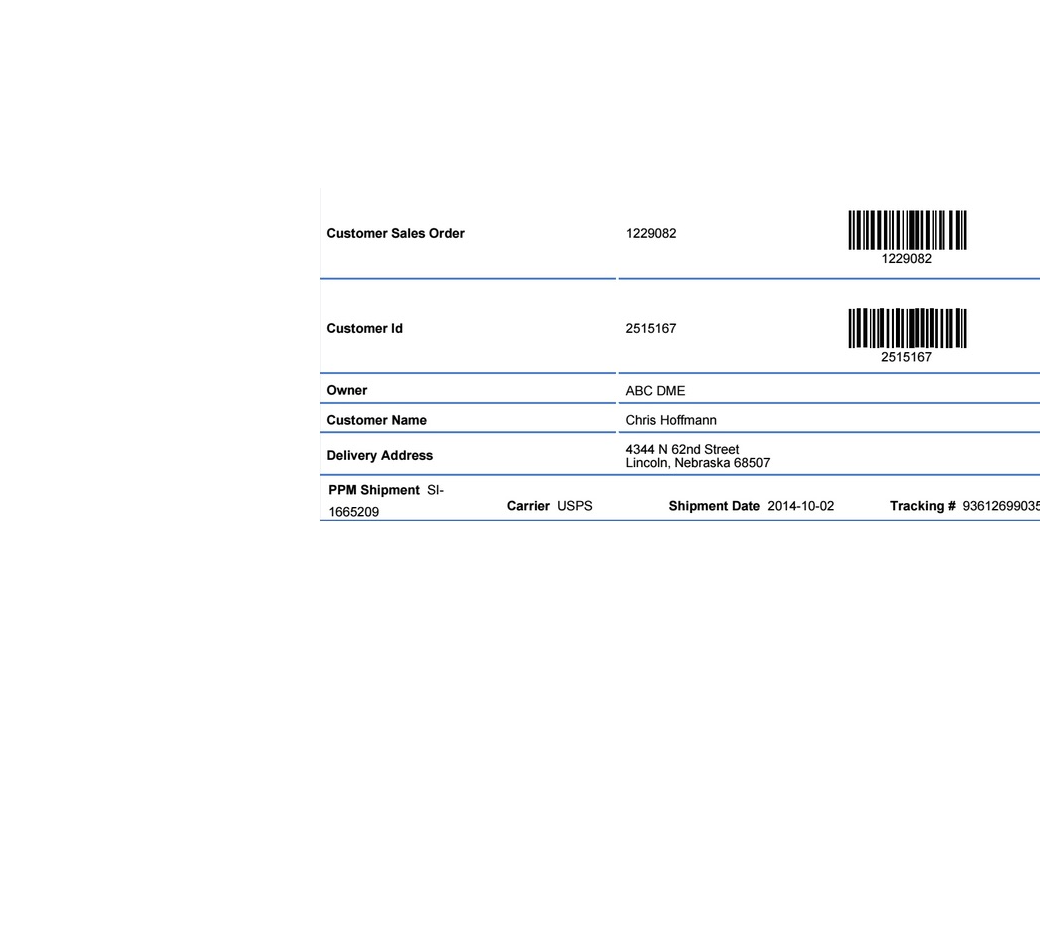 Customer Sales Order 1229082
1229082
Customer Id 2515167
2515167
Owner ABC DME
Customer Name Chris Hoffmann
Delivery Address 4344 N 62nd Street
Lincoln, Nebraska 68507
PPM Shipment SI-
1665209
Carrier USPS Shipment Date 2014-10-02 Tracking # 93612699035